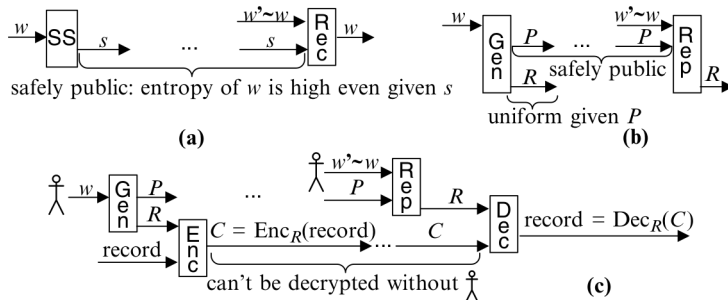 w SS s ... w'~w s Rec w
safely public: entropy of w is high even given s
(a)
w Gen P ... w'~w P Rep R
safely public
R
uniform given P
(b)
w Gen P ... w'~w P Rep R
R
record Enc C = Enc_R(record) ... C Dec record = Dec_R(C)
can't be decrypted without
(c)